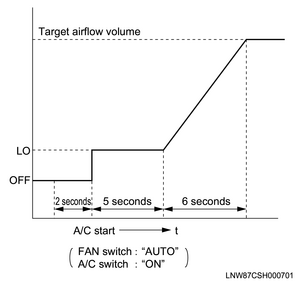 Target airflow volume
LO
OFF
2 seconds 5 seconds 6 seconds
A/C start t
( FAN switch : “AUTO” )
( A/C switch : “ON” )
LNW87CSH000701